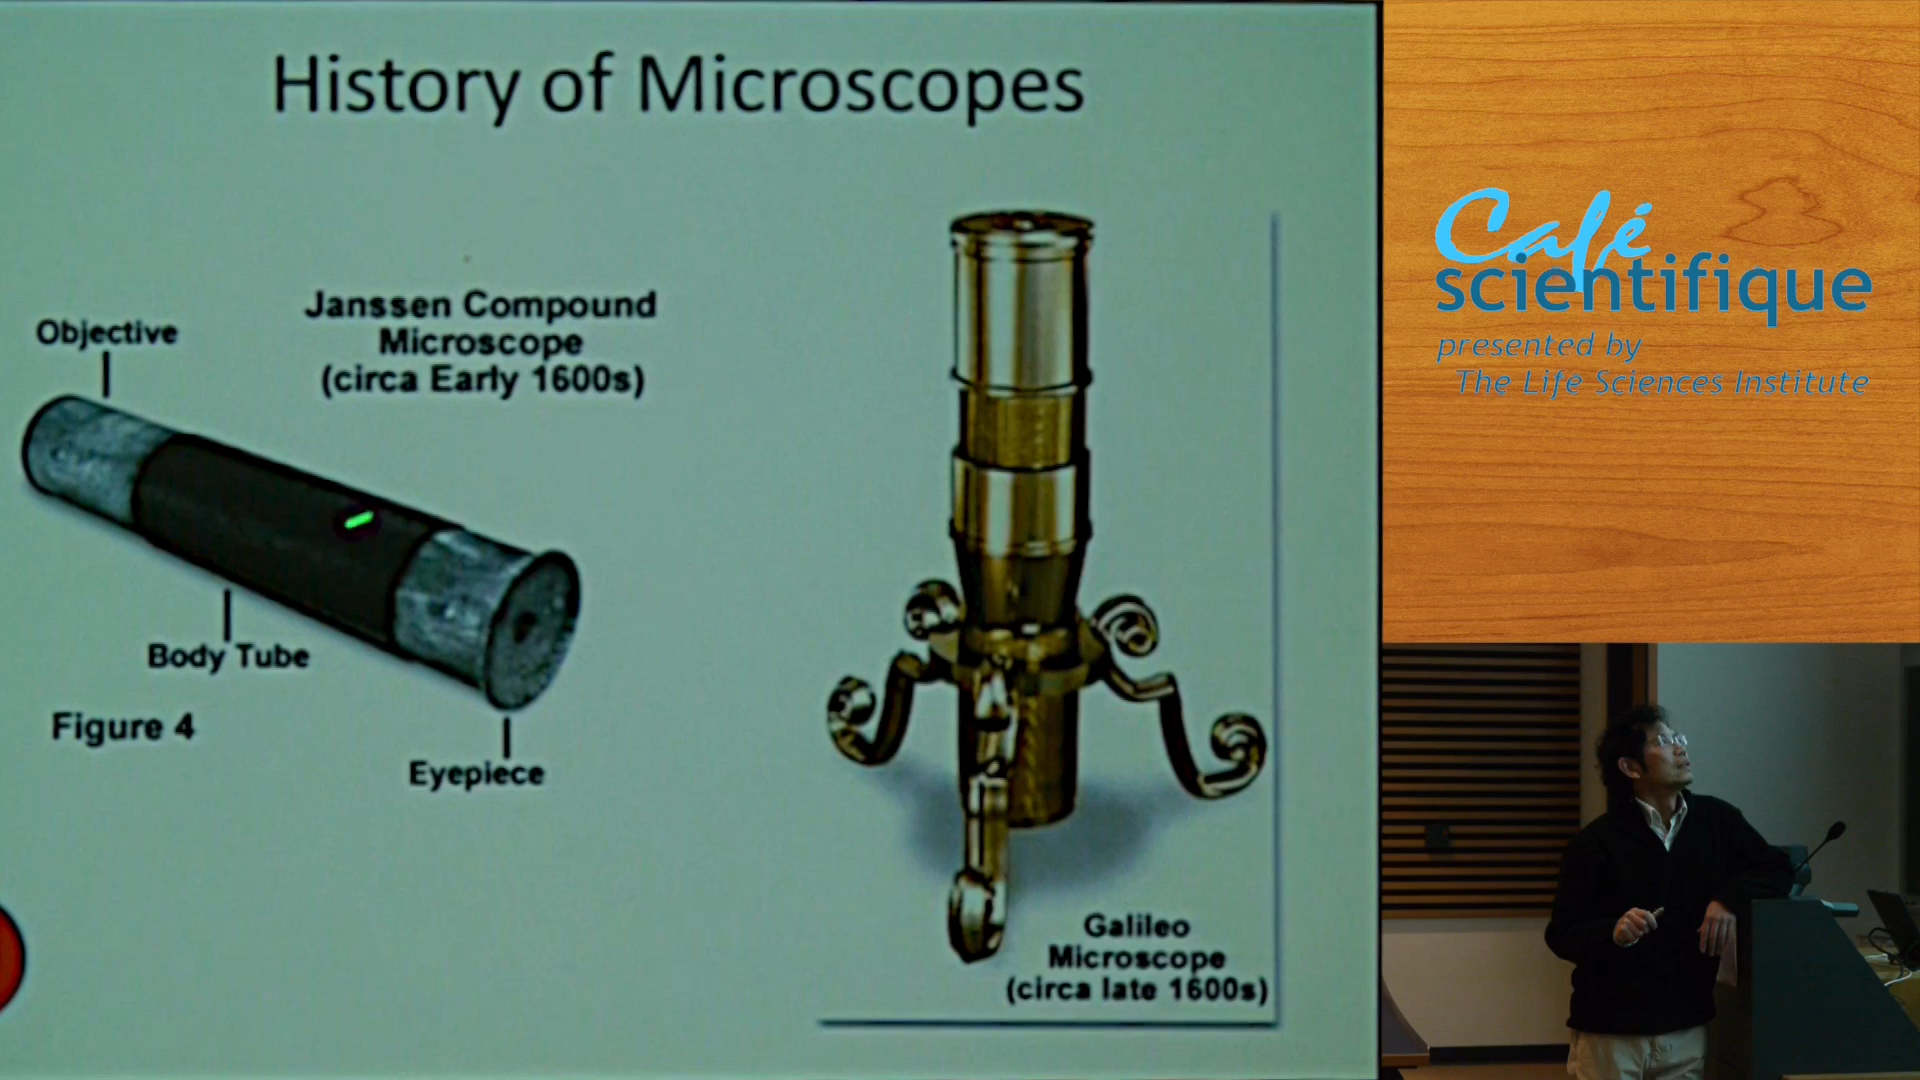 History of Microscopes
Janssen Compound
Microscope
(circa Early 1600s)
Objective
Body Tube
Figure 4
Eyepiece
Galileo
Microscope
(circa late 1600s)
Café
scientifique
presented by
The Life Sciences Institute